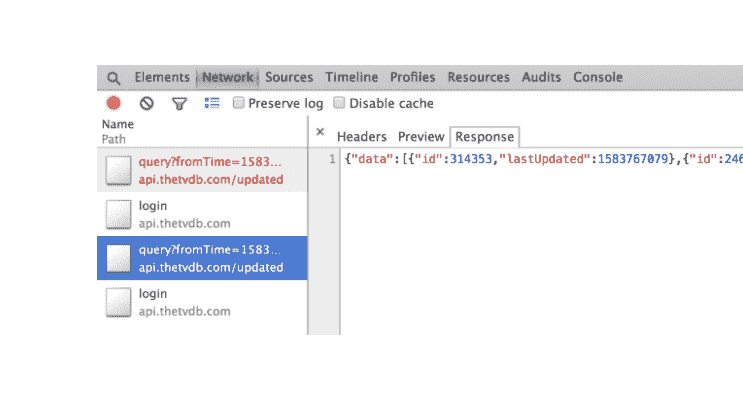 Elements Network Sources Timeline Profiles Resources Audits Console
Preserve log Disable cache
Name
Path
× Headers Preview Response
query?fromTime=1583...
api.thetvdb.com/updated
login
api.thetvdb.com
query?fromTime=1583...
api.thetvdb.com/updated
login
api.thetvdb.com
1 {"data":[{"id":314353,"lastUpdated":1583767079},{"id":246